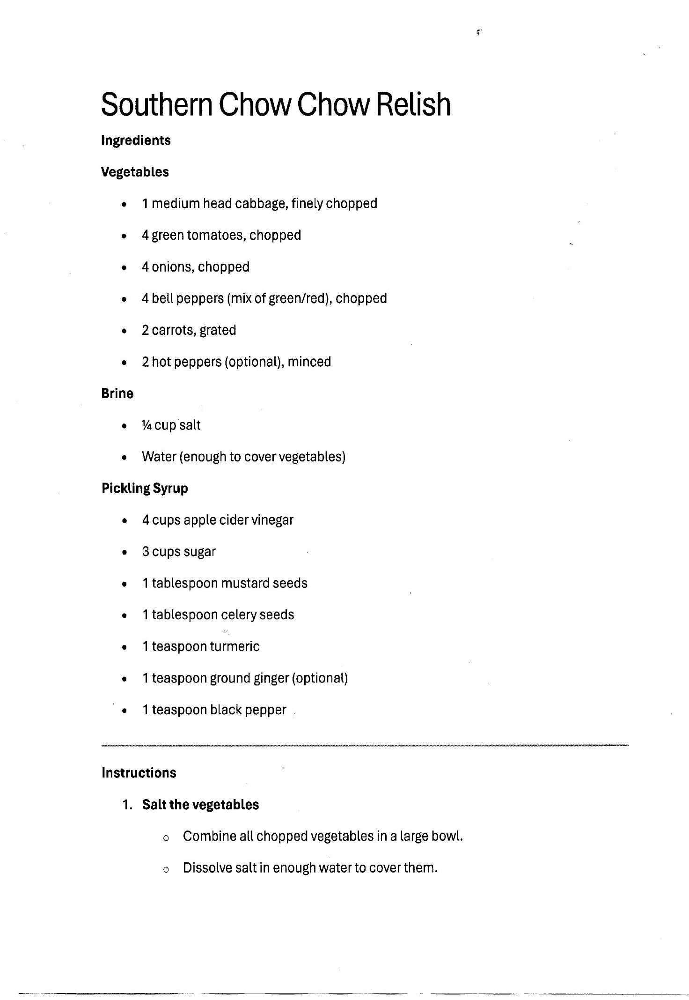 Southern Chow Chow Relish
Ingredients
Vegetables
• 1 medium head cabbage, finely chopped
• 4 green tomatoes, chopped
• 4 onions, chopped
• 4 bell peppers (mix of green/red), chopped
• 2 carrots, grated
• 2 hot peppers (optional), minced
Brine
• ¼ cup salt
• Water (enough to cover vegetables)
Pickling Syrup
• 4 cups apple cider vinegar
• 3 cups sugar
• 1 tablespoon mustard seeds
• 1 tablespoon celery seeds
• 1 teaspoon turmeric
• 1 teaspoon ground ginger (optional)
• 1 teaspoon black pepper
Instructions
1. Salt the vegetables
o Combine all chopped vegetables in a large bowl.
o Dissolve salt in enough water to cover them.